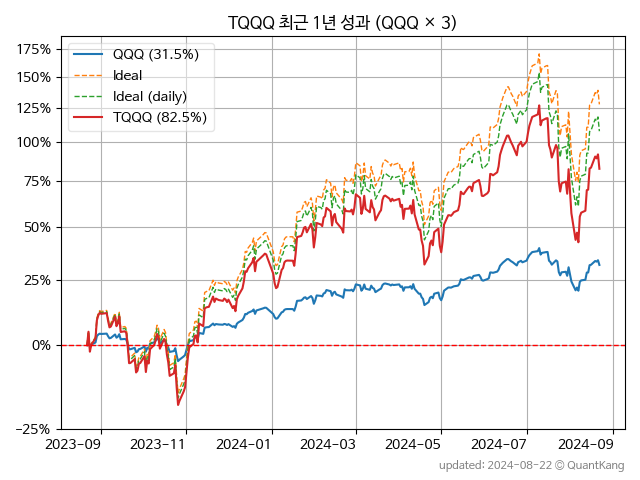 TQQQ 최근 1년 성과 (QQQ × 3)
175%
150%
125%
100%
75%
50%
25%
0%
−25%
QQQ (31.5%)
Ideal
Ideal (daily)
TQQQ (82.5%)
2023-09
2023-11
2024-01
2024-03
2024-05
2024-07
2024-09
updated: 2024-08-22 © QuantKang